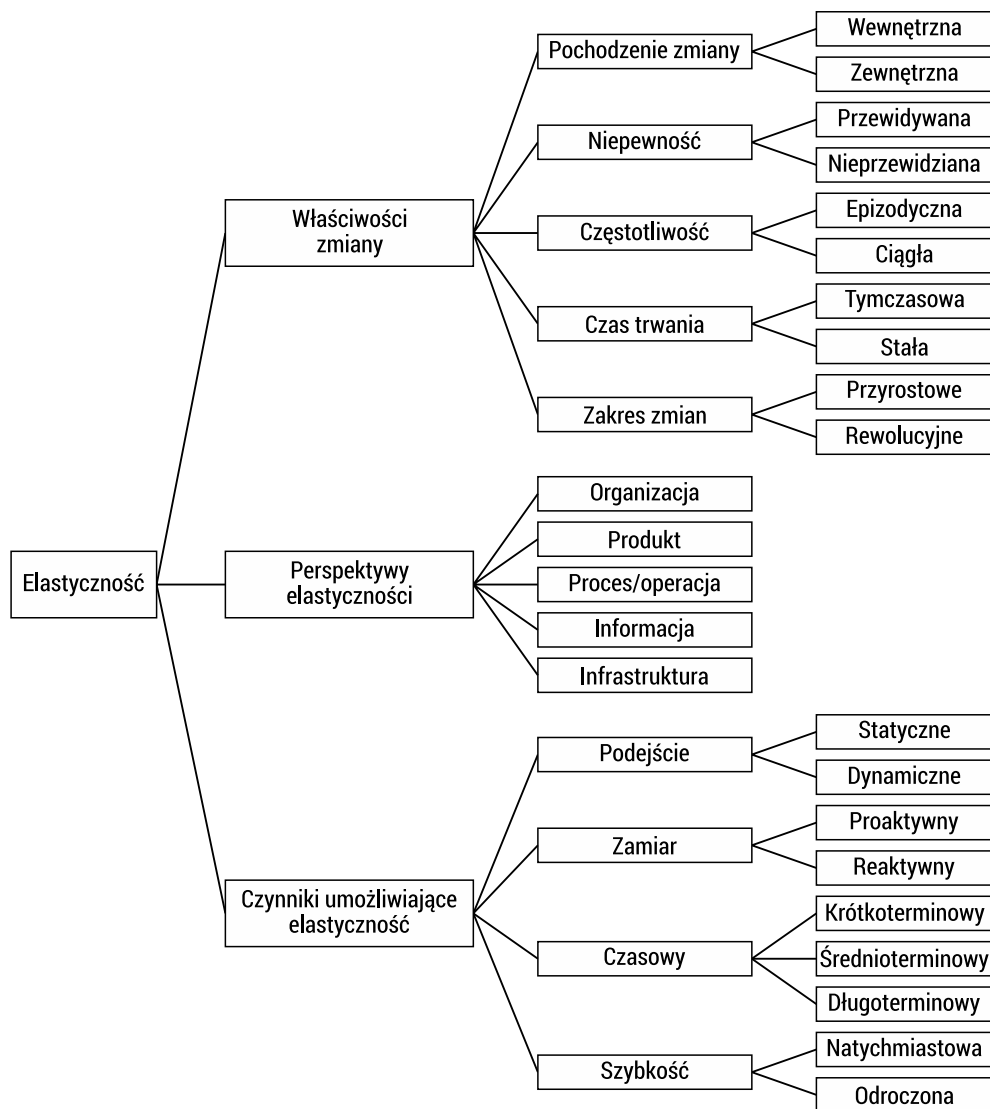 Elastyczność
Właściwości
zmiany
Pochodzenie zmiany
Wewnętrzna
Zewnętrzna
Niepewność
Przewidywana
Nieprzewidziana
Częstotliwość
Epizodyczna
Ciągła
Czas trwania
Tymczasowa
Stała
Zakres zmian
Przyrostowe
Rewolucyjne
Perspektywy
elastyczności
Organizacja
Produkt
Proces/operacja
Informacja
Infrastruktura
Czynniki umożliwiające
elastyczność
Podejście
Statyczne
Dynamiczne
Zamiar
Proaktywny
Reaktywny
Czasowy
Krótkoterminowy
Średnioterminowy
Długoterminowy
Szybkość
Natychmiastowa
Odroczona